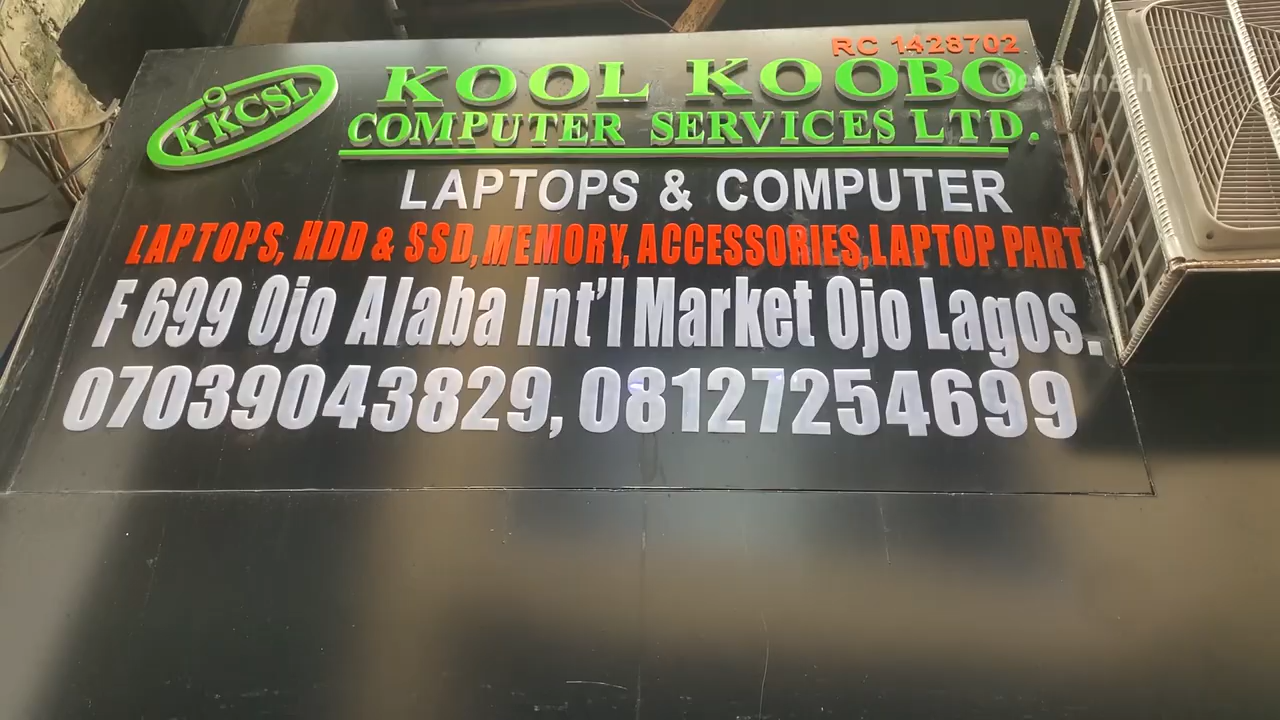 RC 1428702
KKCSL
KOOL KOOBO
COMPUTER SERVICES LTD.
LAPTOPS & COMPUTER
LAPTOPS, HDD & SSD, MEMORY, ACCESSORIES, LAPTOP PART
F 699 Ojo Alaba Int'l Market Ojo Lagos.
07039043829, 08127254699